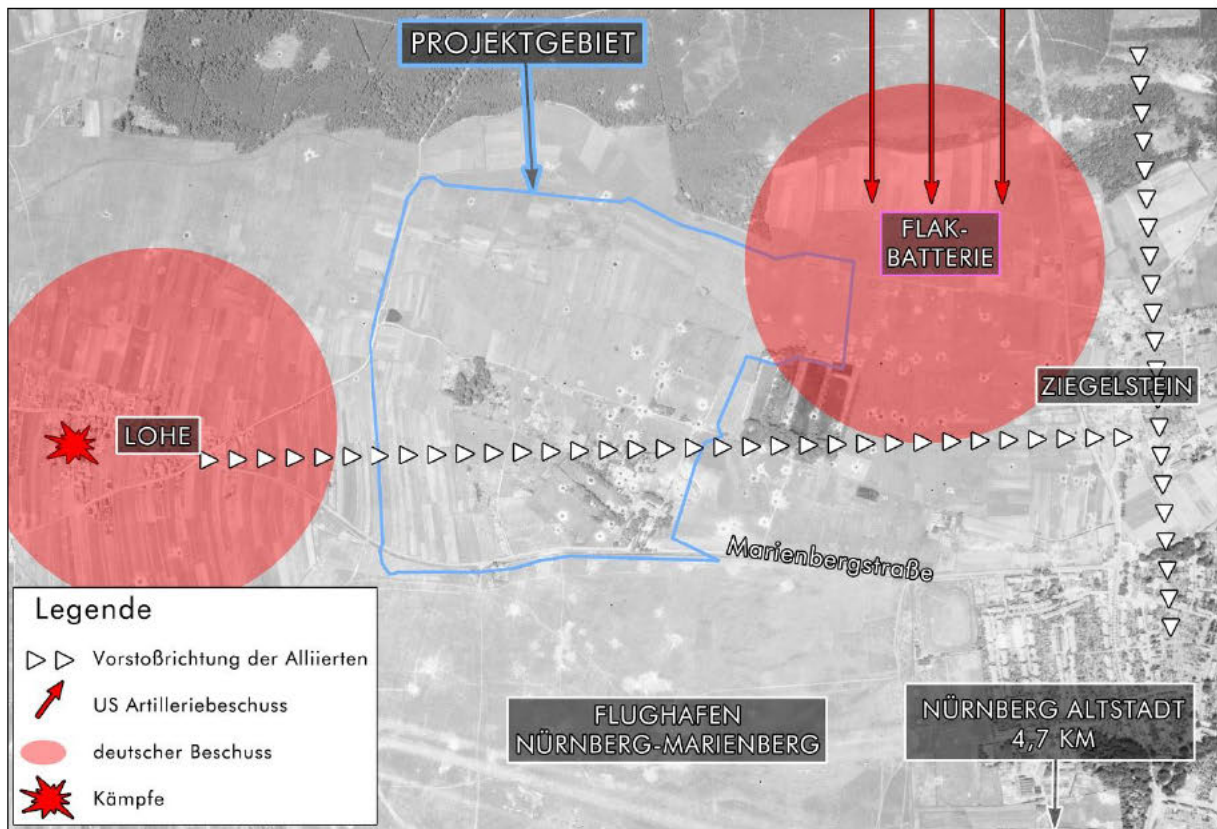 PROJEKTGEBIET
FLAK-
BATTERIE
ZIEGELSTEIN
LOHE
Marienbergstraße
Legende
Vorstoßrichtung der Alliierten
US Artilleriebeschuss
deutscher Beschuss
Kämpfe
FLUGHAFEN
NÜRNBERG-MARIENBERG
NÜRNBERG ALTSTADT
4,7 KM